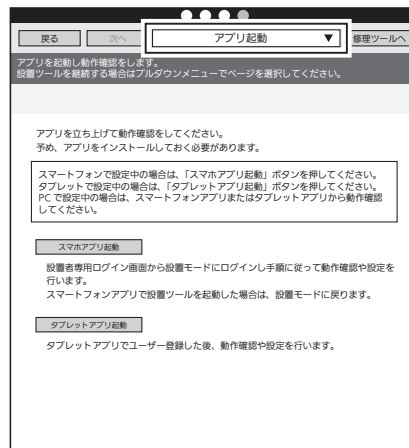 戻る
次へ
アプリ起動 ▼
修理ツールへ
アプリを起動し動作確認をします。
設置ツールを継続する場合はプルダウンメニューでページを選択してください。
アプリを立ち上げて動作確認をしてください。
予め、アプリをインストールしておく必要があります。
スマートフォンで設定中の場合は、「スマホアプリ起動」ボタンを押してください。
タブレットで設定中の場合は、「タブレットアプリ起動」ボタンを押してください。
PCで設定中の場合は、スマートフォンアプリまたはタブレットアプリから動作確認
してください。
スマホアプリ起動
設置者専用ログイン画面から設置モードにログインし手順に従って動作確認や設定を
行います。
スマートフォンアプリで設置ツールを起動した場合は、設置モードに戻ります。
タブレットアプリ起動
タブレットアプリでユーザー登録した後、動作確認や設定を行います。